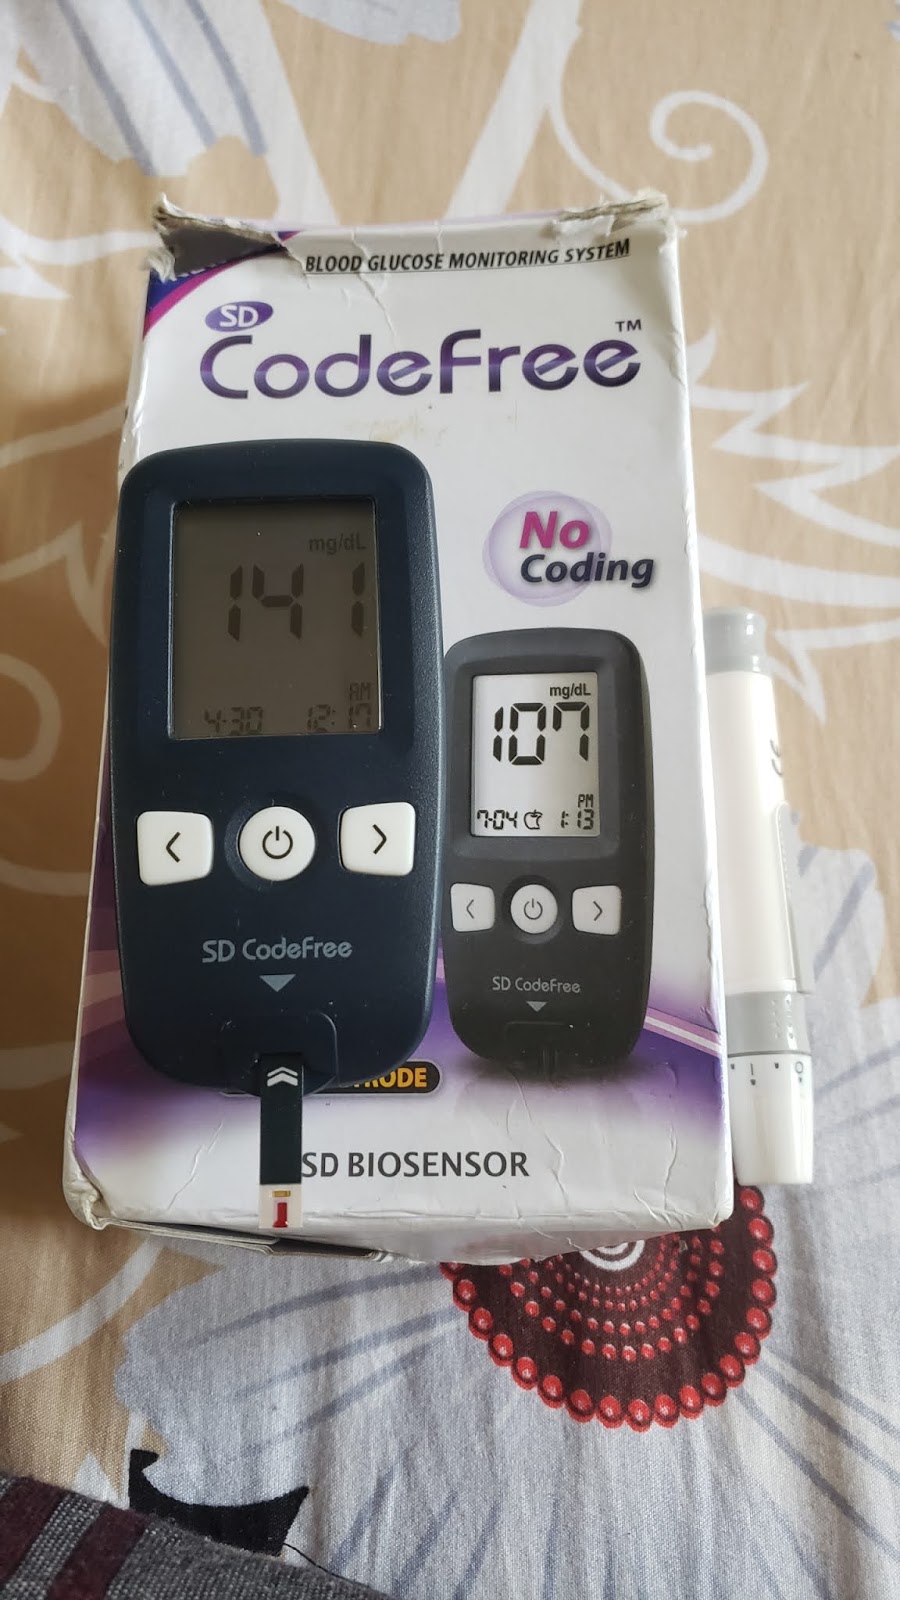 BLOOD GLUCOSE MONITORING SYSTEM
SD
CodeFree™
No
Coding
mg/dL
141
AM
4-30 12:17
mg/dL
107
PM
7-04 1:13
SD CodeFree
SD CodeFree
SD BIOSENSOR